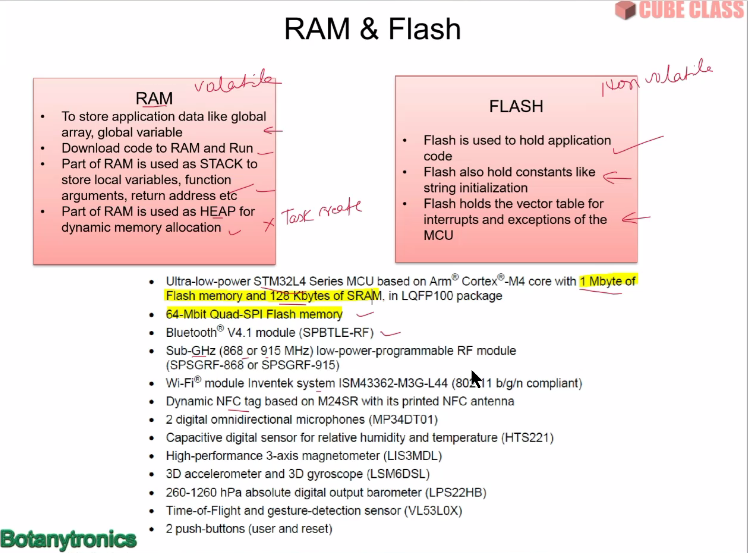 CUBE CLASS
RAM & Flash
volatile
RAM
• To store application data like global
array, global variable
• Download code to RAM and Run
• Part of RAM is used as STACK to
store local variables, function
arguments, return address etc
• Part of RAM is used as HEAP for
dynamic memory allocation
Task create
Non volatile
FLASH
• Flash is used to hold application
code
• Flash also hold constants like
string initialization
• Flash holds the vector table for
interrupts and exceptions of the
MCU
• Ultra-low-power STM32L4 Series MCU based on Arm® Cortex®-M4 core with 1 Mbyte of
Flash memory and 128 Kbytes of SRAM, in LQFP100 package
• 64-Mbit Quad-SPI Flash memory
• Bluetooth® V4.1 module (SPBTLE-RF)
• Sub-GHz (868 or 915 MHz) low-power-programmable RF module
(SPSGRF-868 or SPSGRF-915)
• Wi-Fi® module Inventek system ISM43362-M3G-L44 (802.11 b/g/n compliant)
• Dynamic NFC tag based on M24SR with its printed NFC antenna
• 2 digital omnidirectional microphones (MP34DT01)
• Capacitive digital sensor for relative humidity and temperature (HTS221)
• High-performance 3-axis magnetometer (LIS3MDL)
• 3D accelerometer and 3D gyroscope (LSM6DSL)
• 260-1260 hPa absolute digital output barometer (LPS22HB)
• Time-of-Flight and gesture-detection sensor (VL53L0X)
• 2 push-buttons (user and reset)
Botanytronics